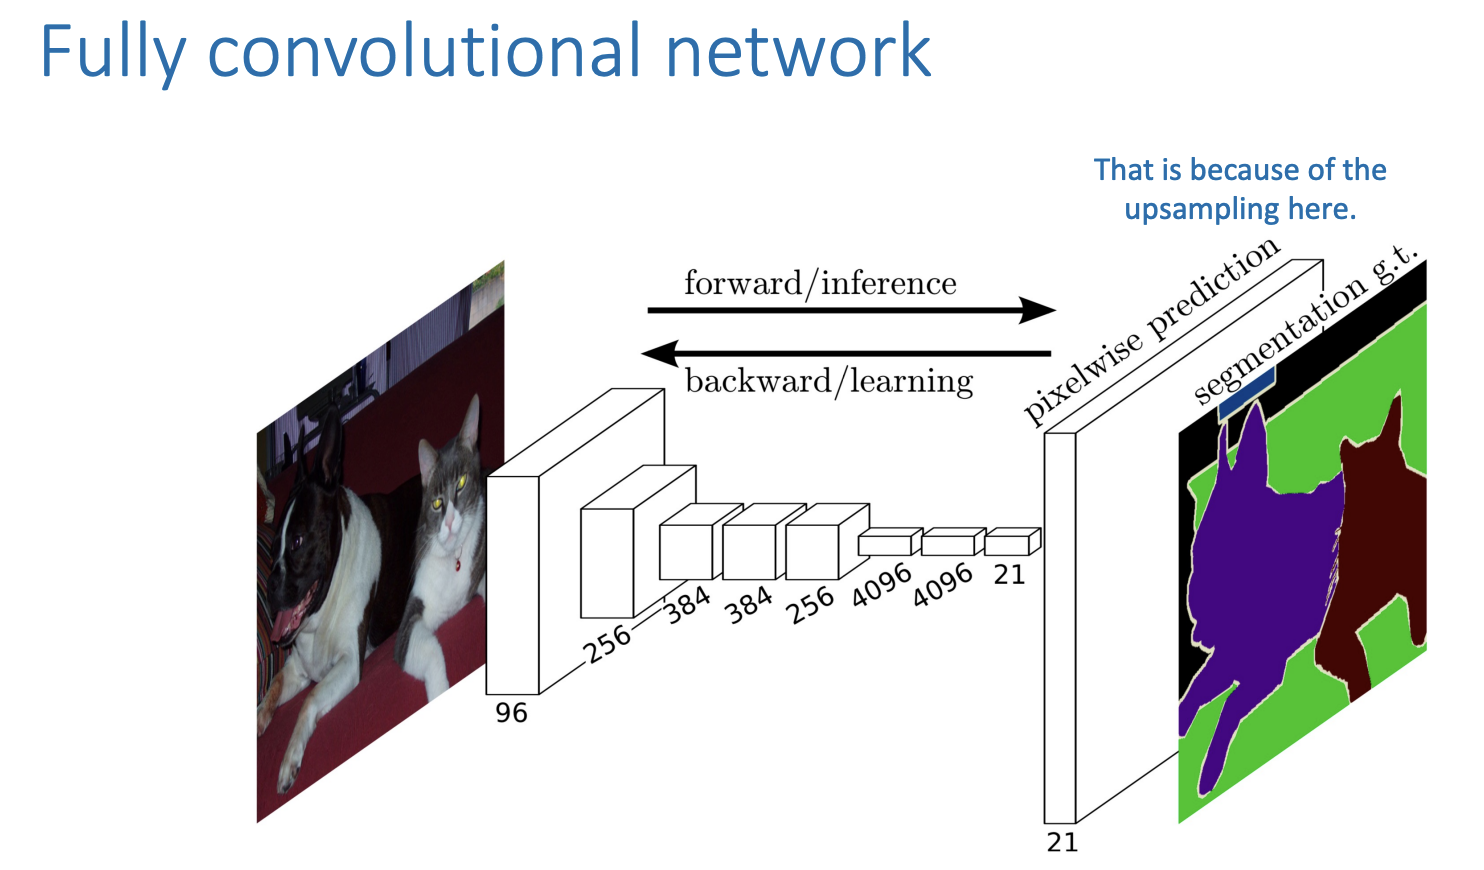 Fully convolutional network
That is because of the
upsampling here.
forward/inference
backward/learning
pixelwise prediction
segmentation g.t.
96
256
384
384
256
4096
4096
21
21